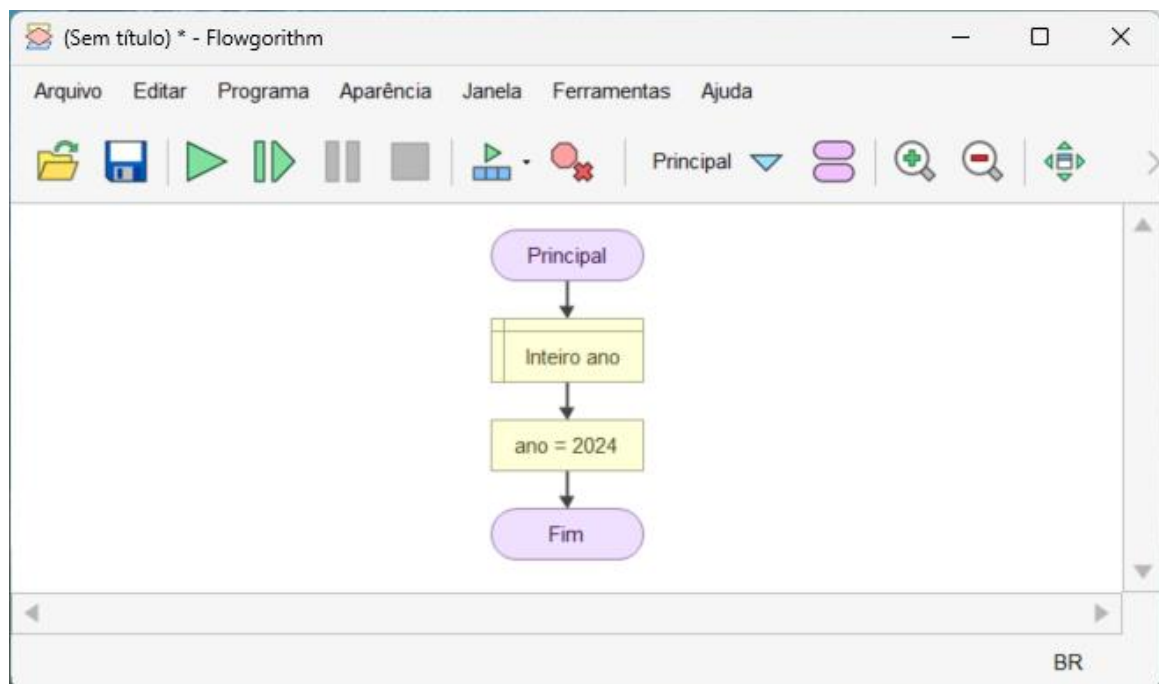 (Sem título) * - Flowgorithm
Arquivo Editar Programa Aparência Janela Ferramentas Ajuda
Principal
Principal
Inteiro ano
ano = 2024
Fim
BR